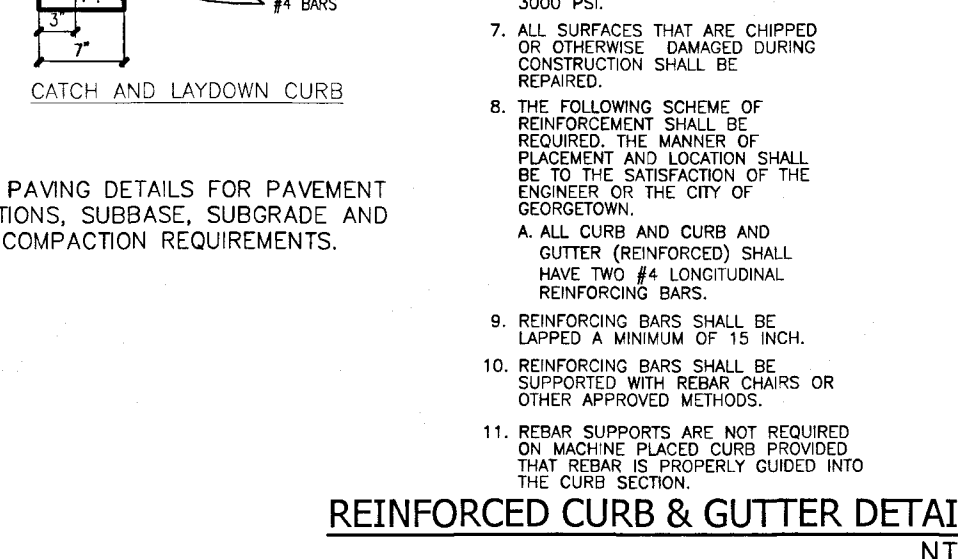 #4 BARS
3"
7"
CATCH AND LAYDOWN CURB
PAVING DETAILS FOR PAVEMENT
TIONS, SUBBASE, SUBGRADE AND
COMPACTION REQUIREMENTS.
3000 PSI.
7. ALL SURFACES THAT ARE CHIPPED
OR OTHERWISE DAMAGED DURING
CONSTRUCTION SHALL BE
REPAIRED.
8. THE FOLLOWING SCHEME OF
REINFORCEMENT SHALL BE
REQUIRED. THE MANNER OF
PLACEMENT AND LOCATION SHALL
BE TO THE SATISFACTION OF THE
ENGINEER OR THE CITY OF
GEORGETOWN.
A. ALL CURB AND CURB AND
GUTTER (REINFORCED) SHALL
HAVE TWO #4 LONGITUDINAL
REINFORCING BARS.
9. REINFORCING BARS SHALL BE
LAPPED A MINIMUM OF 15 INCH.
10. REINFORCING BARS SHALL BE
SUPPORTED WITH REBAR CHAIRS OR
OTHER APPROVED METHODS.
11. REBAR SUPPORTS ARE NOT REQUIRED
ON MACHINE PLACED CURB PROVIDED
THAT REBAR IS PROPERLY GUIDED INTO
THE CURB SECTION.
REINFORCED CURB & GUTTER DETAI
NT